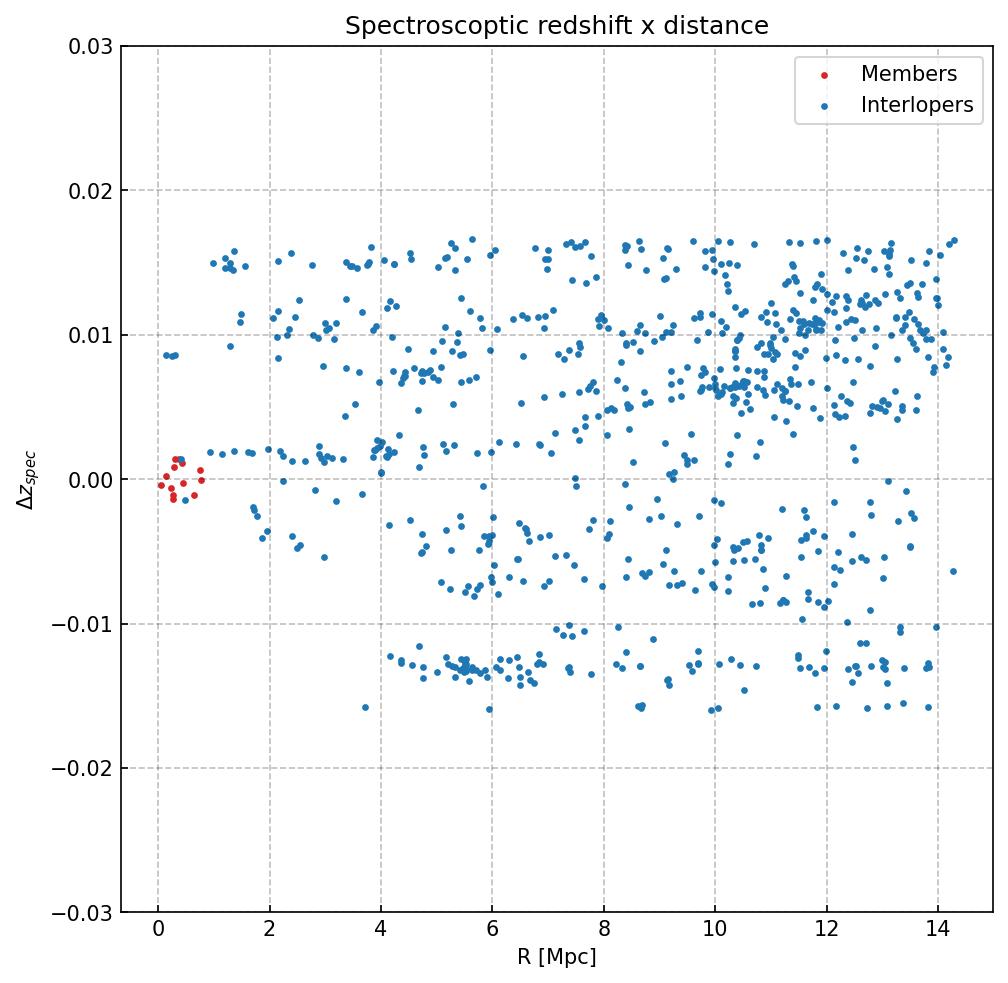 Spectroscoptic redshift x distance
Members
Interlopers
0.03
0.02
0.01
0.00
−0.01
−0.02
−0.03
Δz_spec
0 2 4 6 8 10 12 14
R [Mpc]